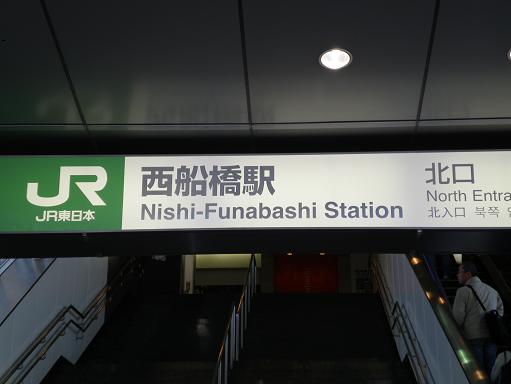 JR
JR東日本
西船橋駅
Nishi-Funabashi Station
北口
North Entra
北入口 북쪽